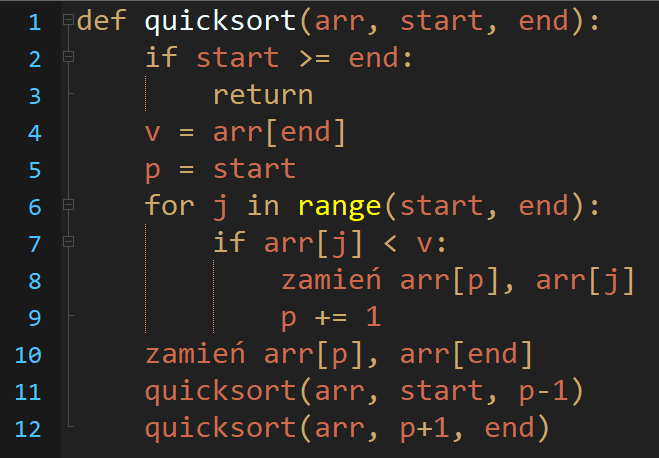 1 def quicksort(arr, start, end):
2 if start >= end:
3 return
4 v = arr[end]
5 p = start
6 for j in range(start, end):
7 if arr[j] < v:
8 zamień arr[p], arr[j]
9 p += 1
10 zamień arr[p], arr[end]
11 quicksort(arr, start, p-1)
12 quicksort(arr, p+1, end)